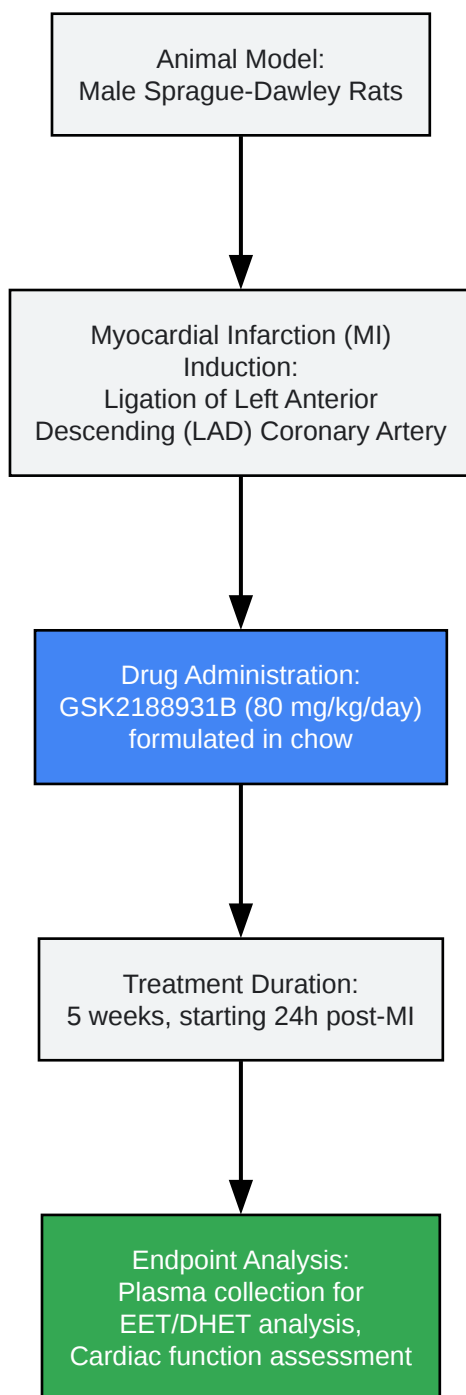 Animal Model:
Male Sprague-Dawley Rats
Myocardial Infarction (MI)
Induction:
Ligation of Left Anterior
Descending (LAD) Coronary Artery
Drug Administration:
GSK2188931B (80 mg/kg/day)
formulated in chow
Treatment Duration:
5 weeks, starting 24h post-MI
Endpoint Analysis:
Plasma collection for
EET/DHET analysis,
Cardiac function assessment